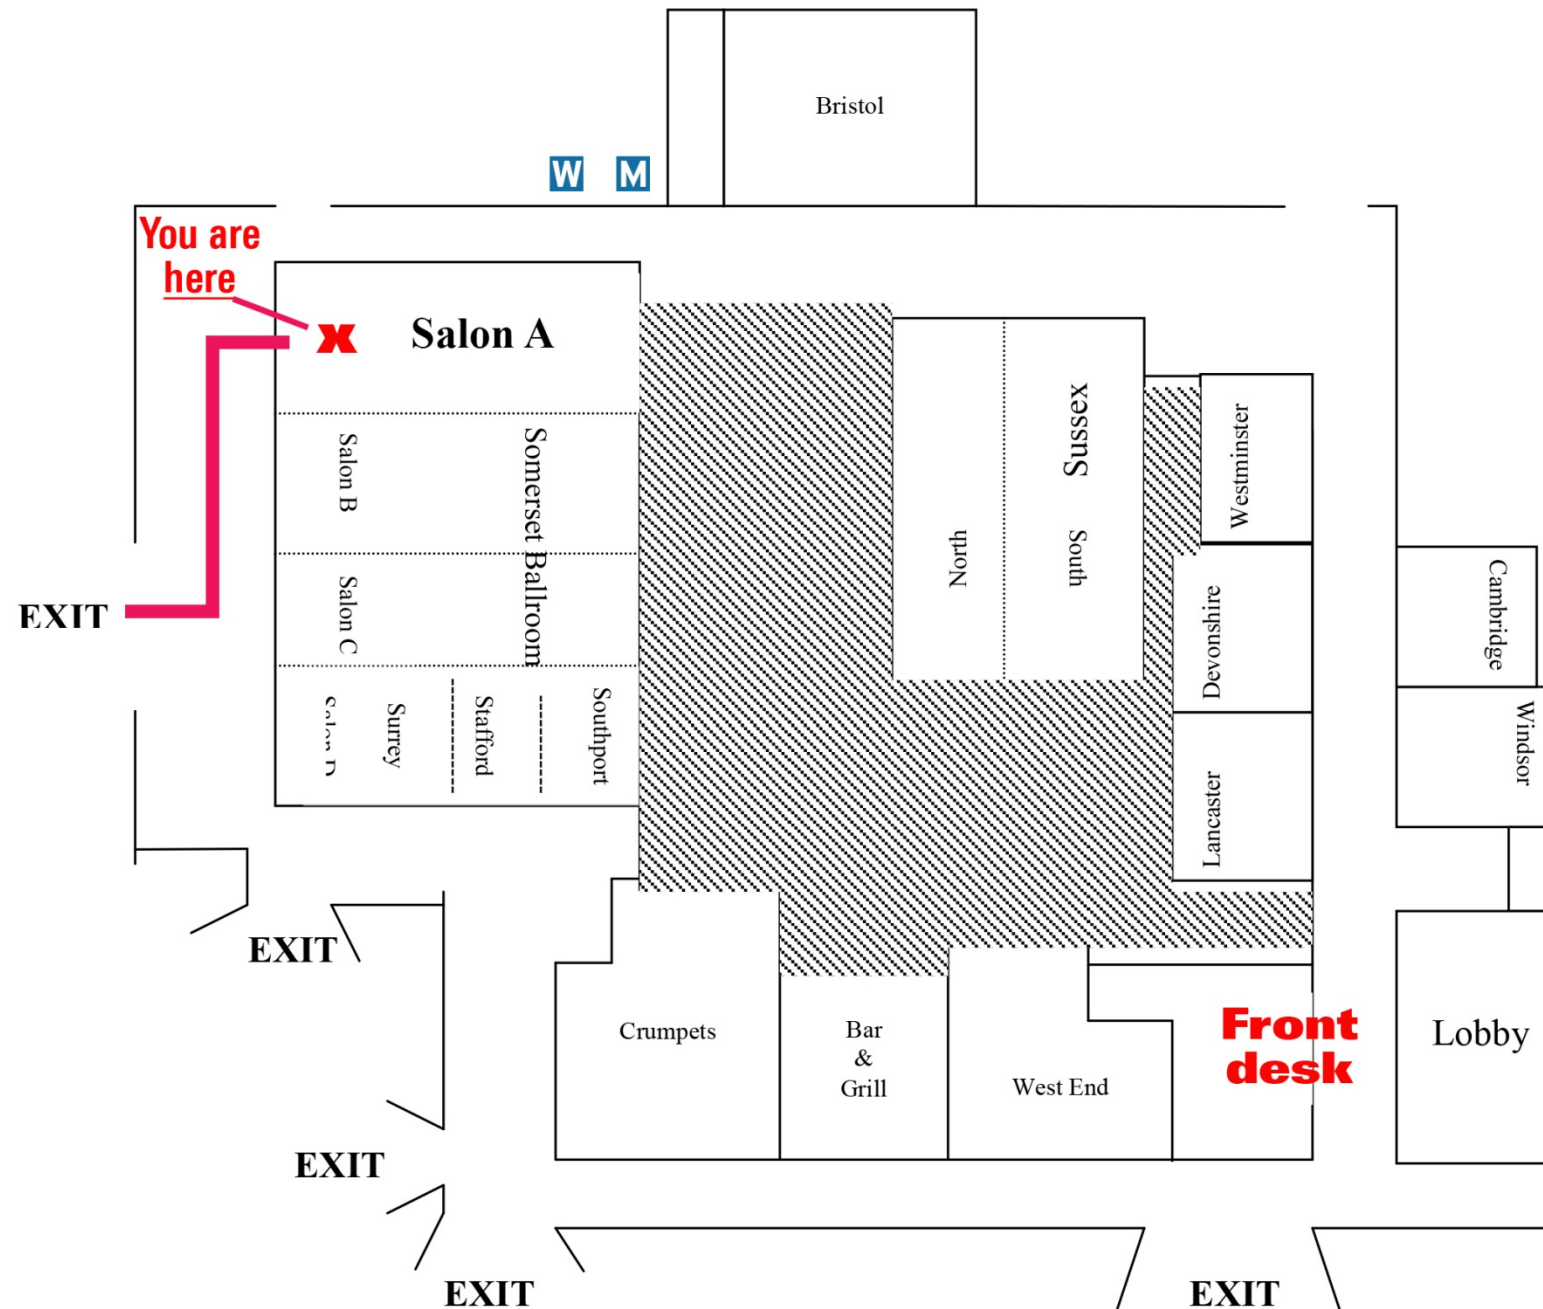 Bristol
W M
You are
here
Salon A
Somerset Ballroom
Salon B
Salon C
Salon D
Surrey
Stafford
Southport
North
Sussex
South
Westminster
Devonshire
Lancaster
Cambridge
Windsor
EXIT
EXIT
Crumpets
Bar
&
Grill
West End
Front
desk
Lobby
EXIT
EXIT
EXIT